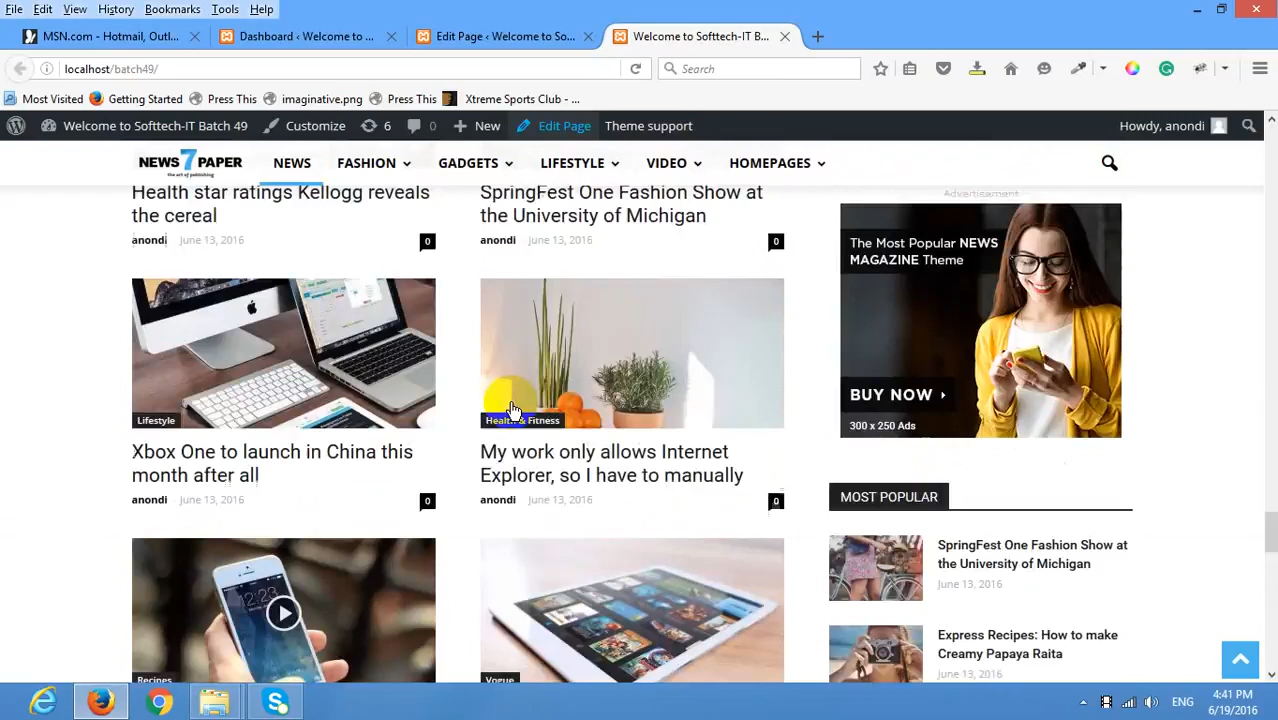 File Edit View History Bookmarks Tools Help
MSN.com - Hotmail, Outl... Dashboard ‹ Welcome to ... Edit Page ‹ Welcome to So... Welcome to Softtech-IT B...
localhost/batch49/ Search
Most Visited Getting Started Press This imaginative.png Press This Xtreme Sports Club - ...
Welcome to Softtech-IT Batch 49 Customize 6 0 New Edit Page Theme support Howdy, anondi
NEWS 7 PAPER
the art of publishing
NEWS FASHION GADGETS LIFESTYLE VIDEO HOMEPAGES
Health star ratings Kellogg reveals
the cereal
anondi June 13, 2016 0
SpringFest One Fashion Show at
the University of Michigan
anondi June 13, 2016 0
Lifestyle
Xbox One to launch in China this
month after all
anondi June 13, 2016 0
Health & Fitness
My work only allows Internet
Explorer, so I have to manually
anondi June 13, 2016 0
12:23
Recipes
Vogue
Advertisement
The Most Popular NEWS
MAGAZINE Theme
BUY NOW
300 x 250 Ads
MOST POPULAR
SpringFest One Fashion Show at
the University of Michigan
June 13, 2016
Express Recipes: How to make
Creamy Papaya Raita
June 13, 2016
ENG
4:41 PM
6/19/2016